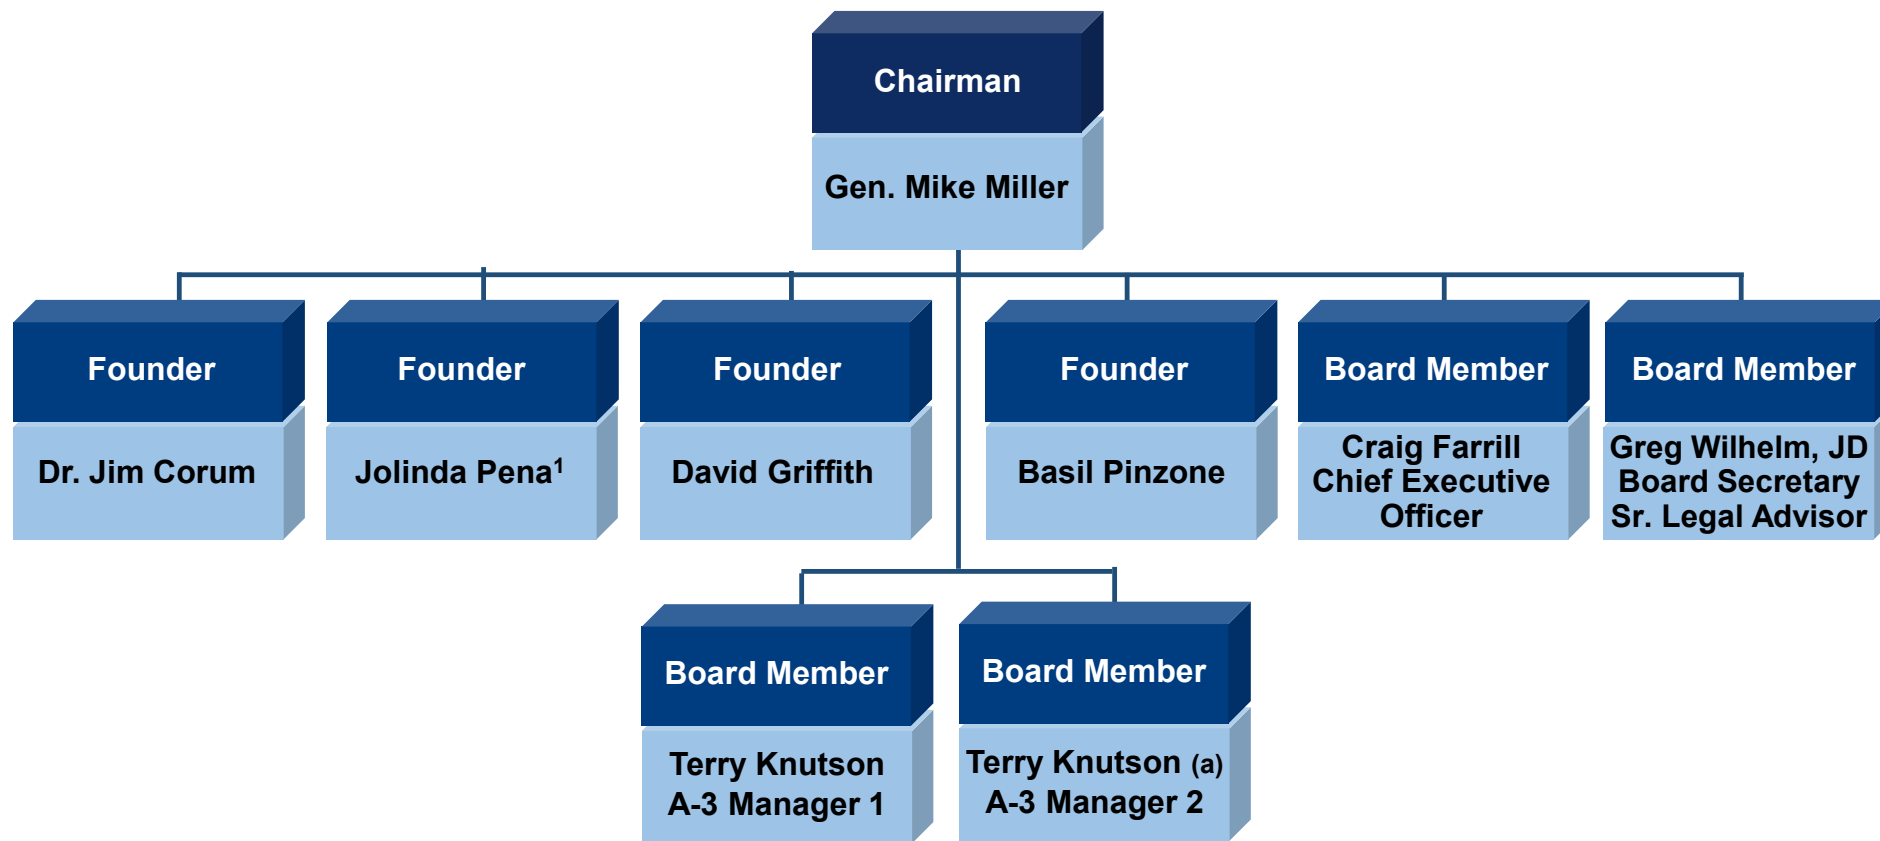 Chairman
Gen. Mike Miller
Founder
Dr. Jim Corum
Founder
Jolinda Pena¹
Founder
David Griffith
Founder
Basil Pinzone
Board Member
Craig Farrill
Chief Executive
Officer
Board Member
Greg Wilhelm, JD
Board Secretary
Sr. Legal Advisor
Board Member
Terry Knutson
A-3 Manager 1
Board Member
Terry Knutson (a)
A-3 Manager 2